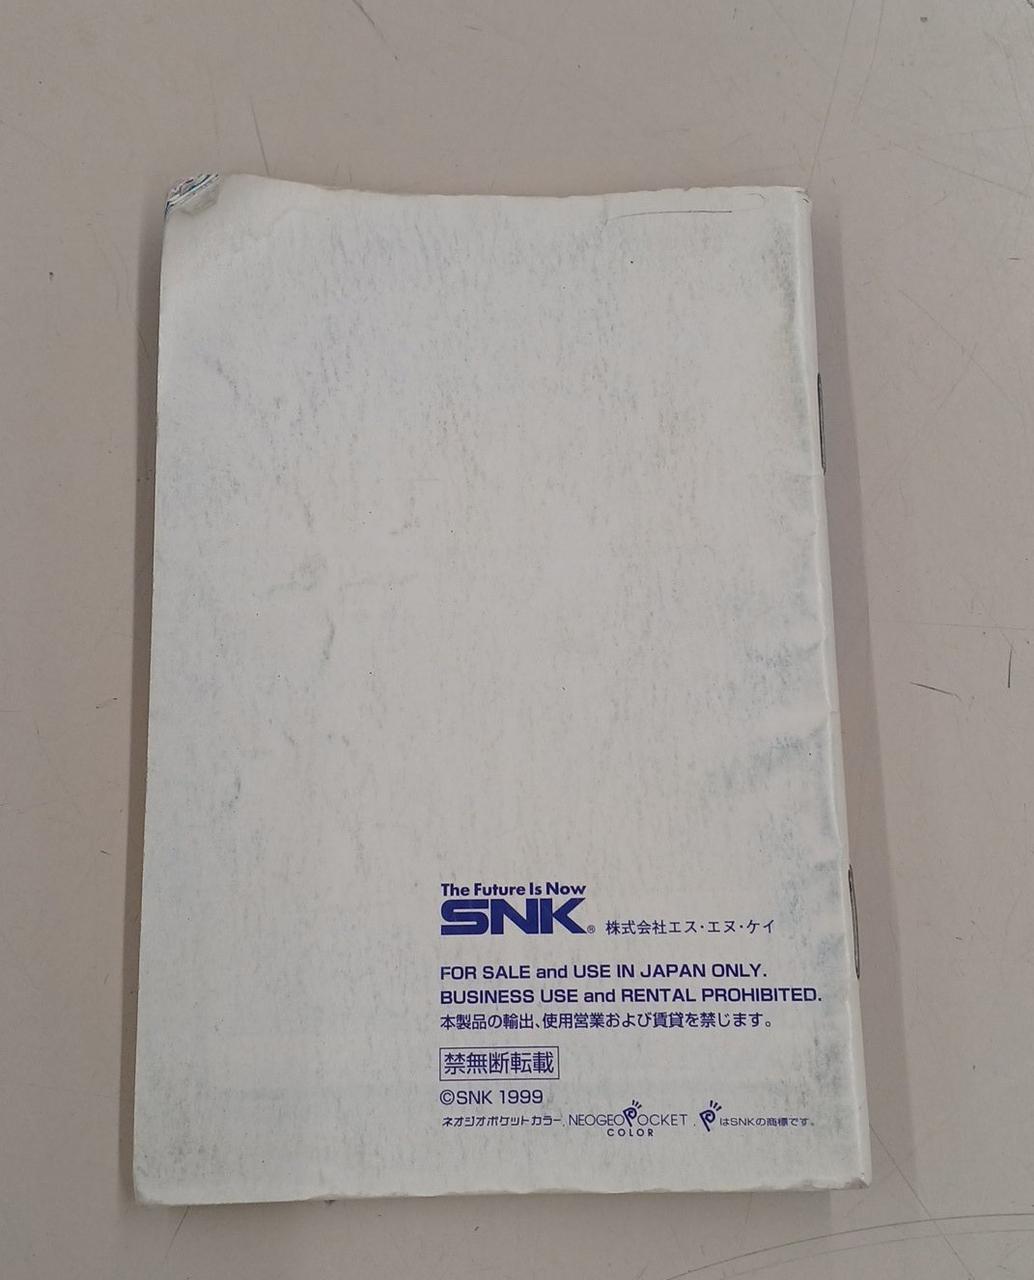 The Future Is Now
SNK® 株式会社エス・エヌ・ケイ
FOR SALE and USE IN JAPAN ONLY.
BUSINESS USE and RENTAL PROHIBITED.
本製品の輸出、使用営業および賃貸を禁じます。
禁無断転載
©SNK 1999
ネオジオポケットカラー、NEOGEO POCKET COLOR、PはSNKの商標です。